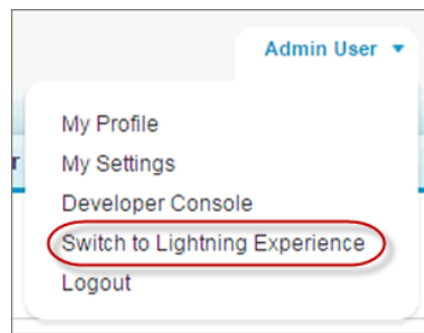 Admin User
My Profile
My Settings
r
Developer Console
Switch to Lightning Experience
Logout